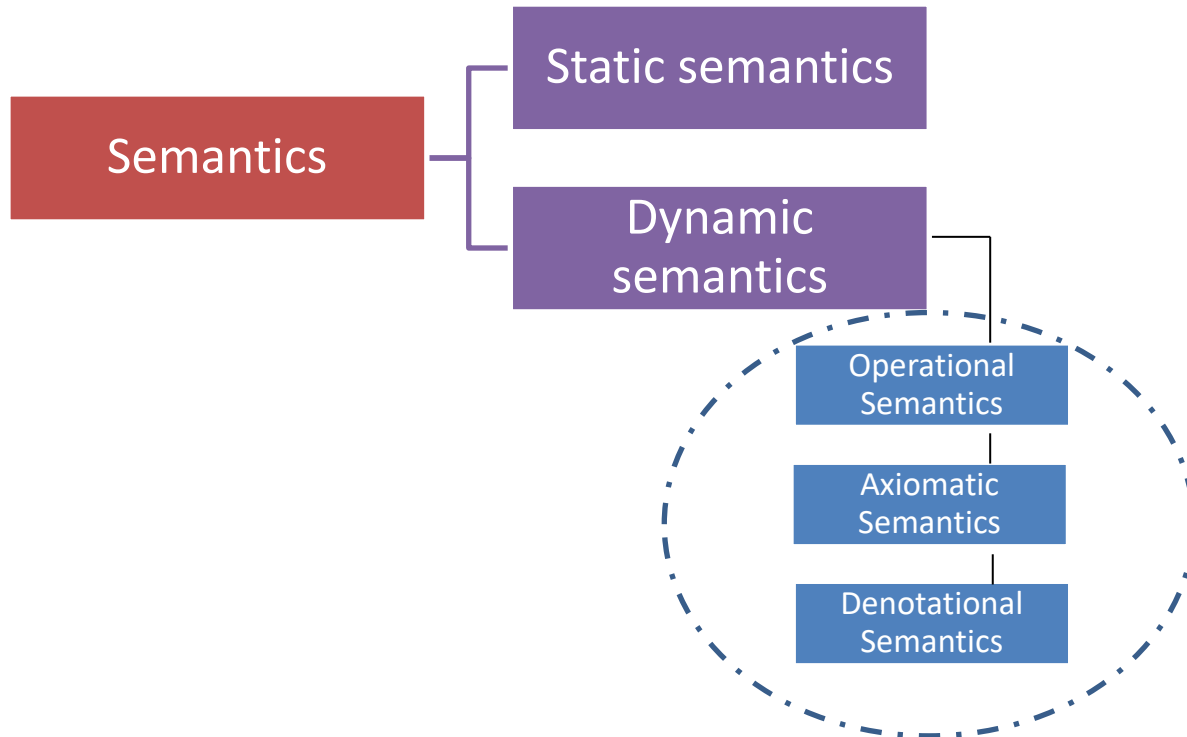 Static semantics
Semantics
Dynamic
semantics
Operational
Semantics
Axiomatic
Semantics
Denotational
Semantics